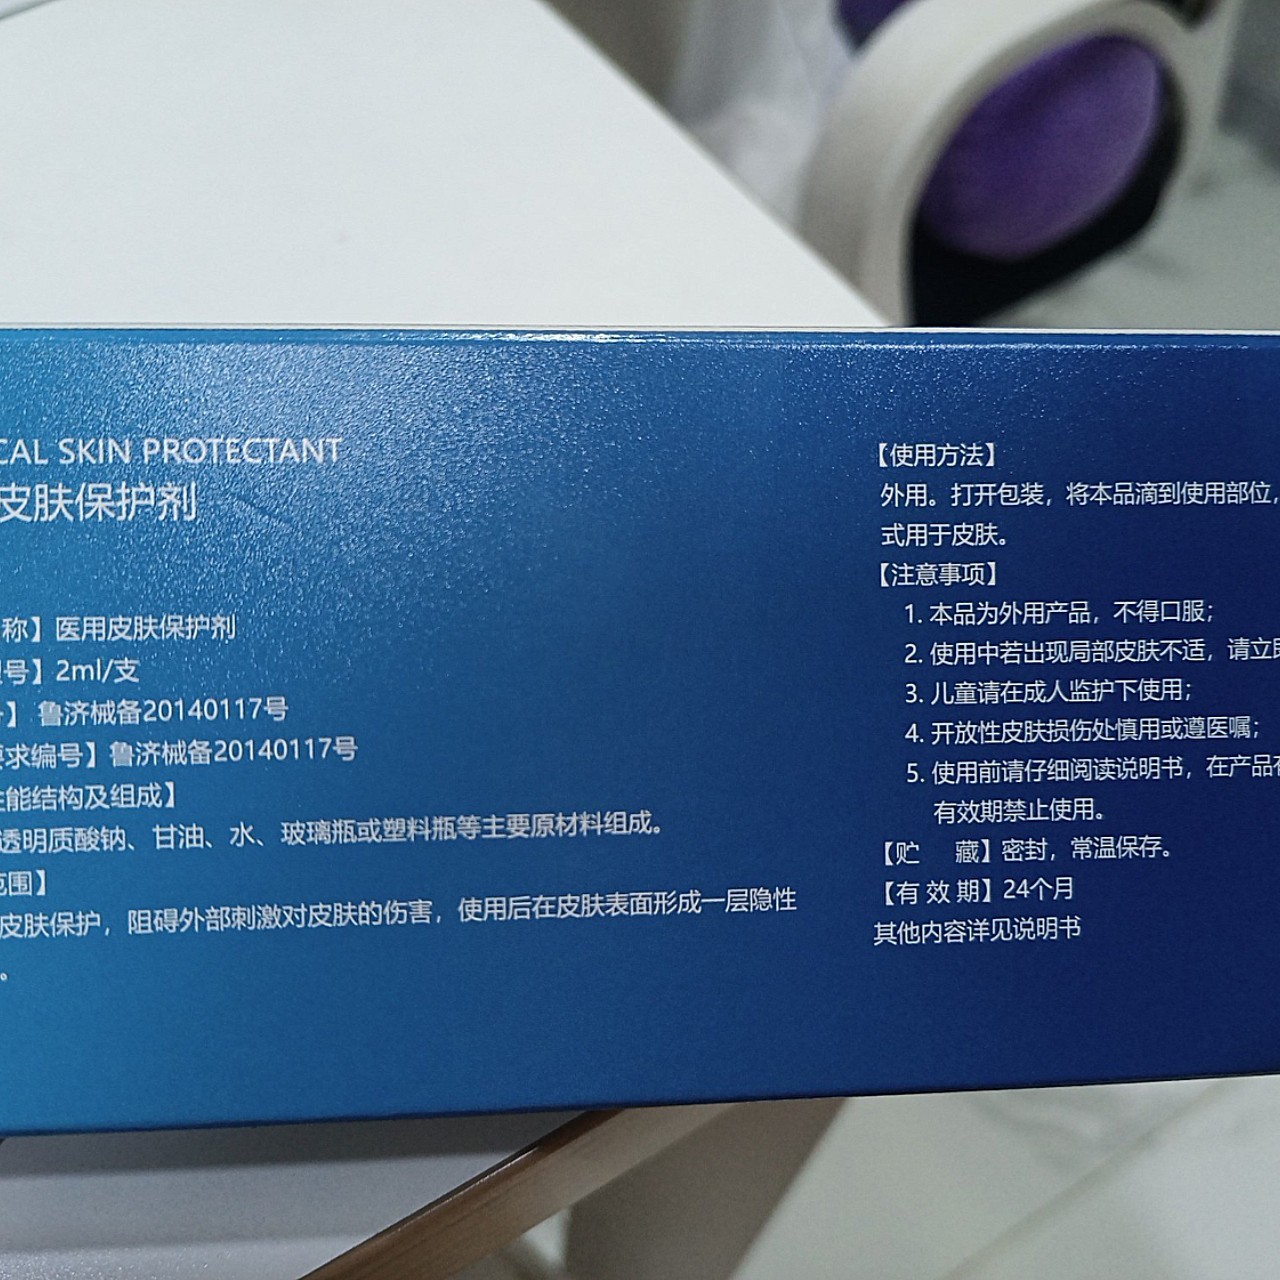 CAL SKIN PROTECTANT
皮肤保护剂
称】医用皮肤保护剂
号】2ml/支
】鲁济械备20140117号
求编号】鲁济械备20140117号
能结构及组成】
透明质酸钠、甘油、水、玻璃瓶或塑料瓶等主要原材料组成。
范围】
皮肤保护，阻碍外部刺激对皮肤的伤害，使用后在皮肤表面形成一层隐性
。
【使用方法】
外用。打开包装，将本品滴到使用部位，
式用于皮肤。
【注意事项】
1. 本品为外用产品，不得口服；
2. 使用中若出现局部皮肤不适，请立即
3. 儿童请在成人监护下使用；
4. 开放性皮肤损伤处慎用或遵医嘱；
5. 使用前请仔细阅读说明书，在产品有
有效期禁止使用。
【贮 藏】密封，常温保存。
【有 效 期】24个月
其他内容详见说明书